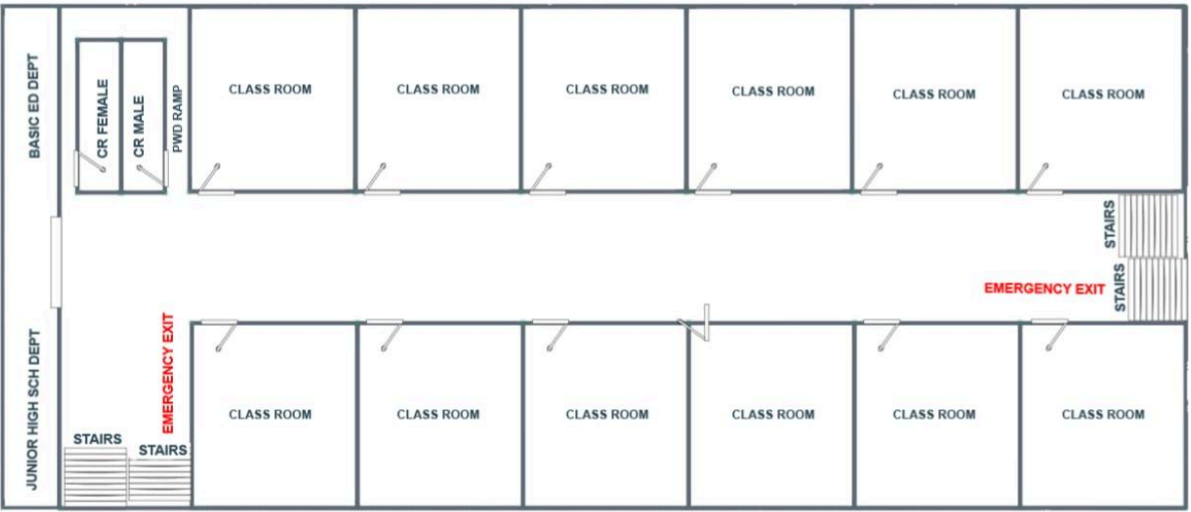 BASIC ED DEPT
CR FEMALE
CR MALE
PWD RAMP
CLASS ROOM
CLASS ROOM
CLASS ROOM
CLASS ROOM
CLASS ROOM
CLASS ROOM
STAIRS
STAIRS
EMERGENCY EXIT
EMERGENCY EXIT
JUNIOR HIGH SCH DEPT
STAIRS
STAIRS
CLASS ROOM
CLASS ROOM
CLASS ROOM
CLASS ROOM
CLASS ROOM
CLASS ROOM